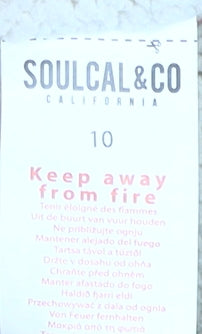 SOULCAL&CO
CALIFORNIA
10
Keep away
from fire
Tenir éloigné des flammes
Uit de buurt van vuur houden
Ne približujte ognju
Mantener alejado del fuego
Tartsa távol a tűztől
Držte v dosahu od ohňa
Chraňte před ohněm
Manter afastado do fogo
Haldið fjarri eldi
Przechowywać z dala od ognia
Von Feuer fernhalten
Μακριά από τη φωτιά